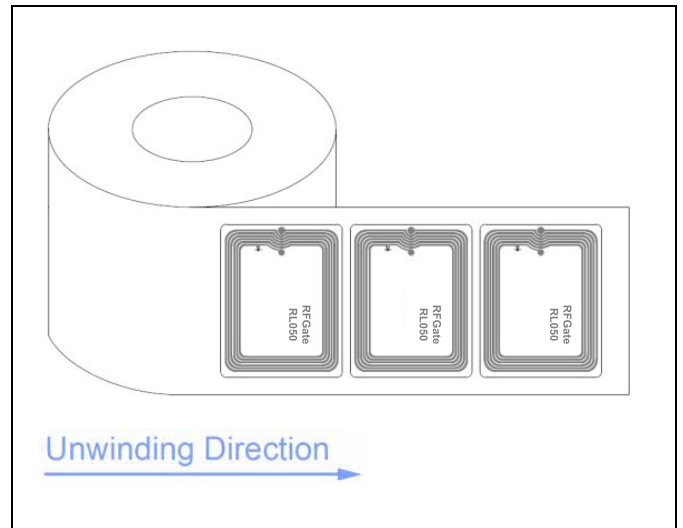 RFGate
RL050
RFGate
RL050
RFGate
RL050
Unwinding Direction